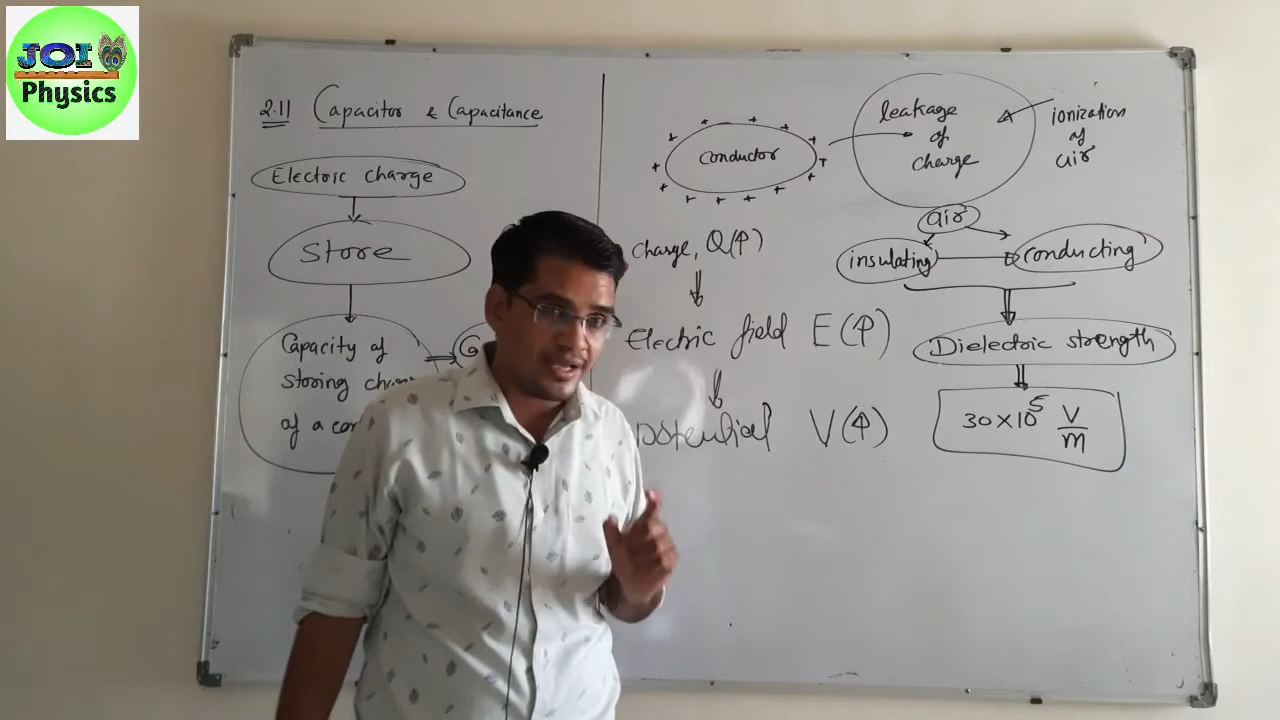 JOI
Physics
2.11 Capacitor & Capacitance
Electric charge
Store
Capacity of
storing
of a
Conductor
leakage
of
charge
ionization
of
air
air
insulating
conducting
Charge, Q(↑)
Electric field E(↑)
V(↑)
Dielectric strength
30×10⁵ V/m